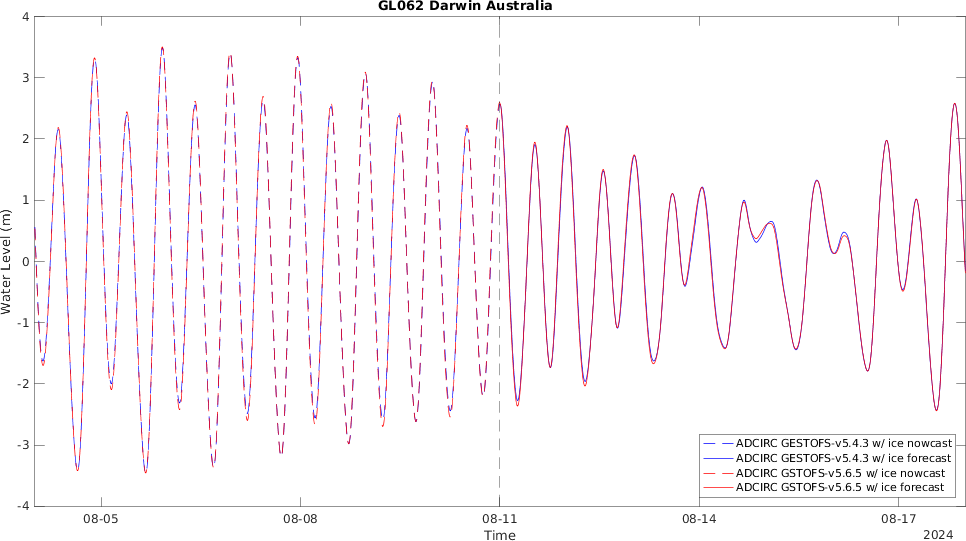 GL062 Darwin Australia
4
3
2
1
0
-1
-2
-3
-4
Water Level (m)
08-05
08-08
08-11
08-14
08-17
Time
2024
ADCIRC GESTOFS-v5.4.3 w/ ice nowcast
ADCIRC GESTOFS-v5.4.3 w/ ice forecast
ADCIRC GSTOFS-v5.6.5 w/ ice nowcast
ADCIRC GSTOFS-v5.6.5 w/ ice forecast